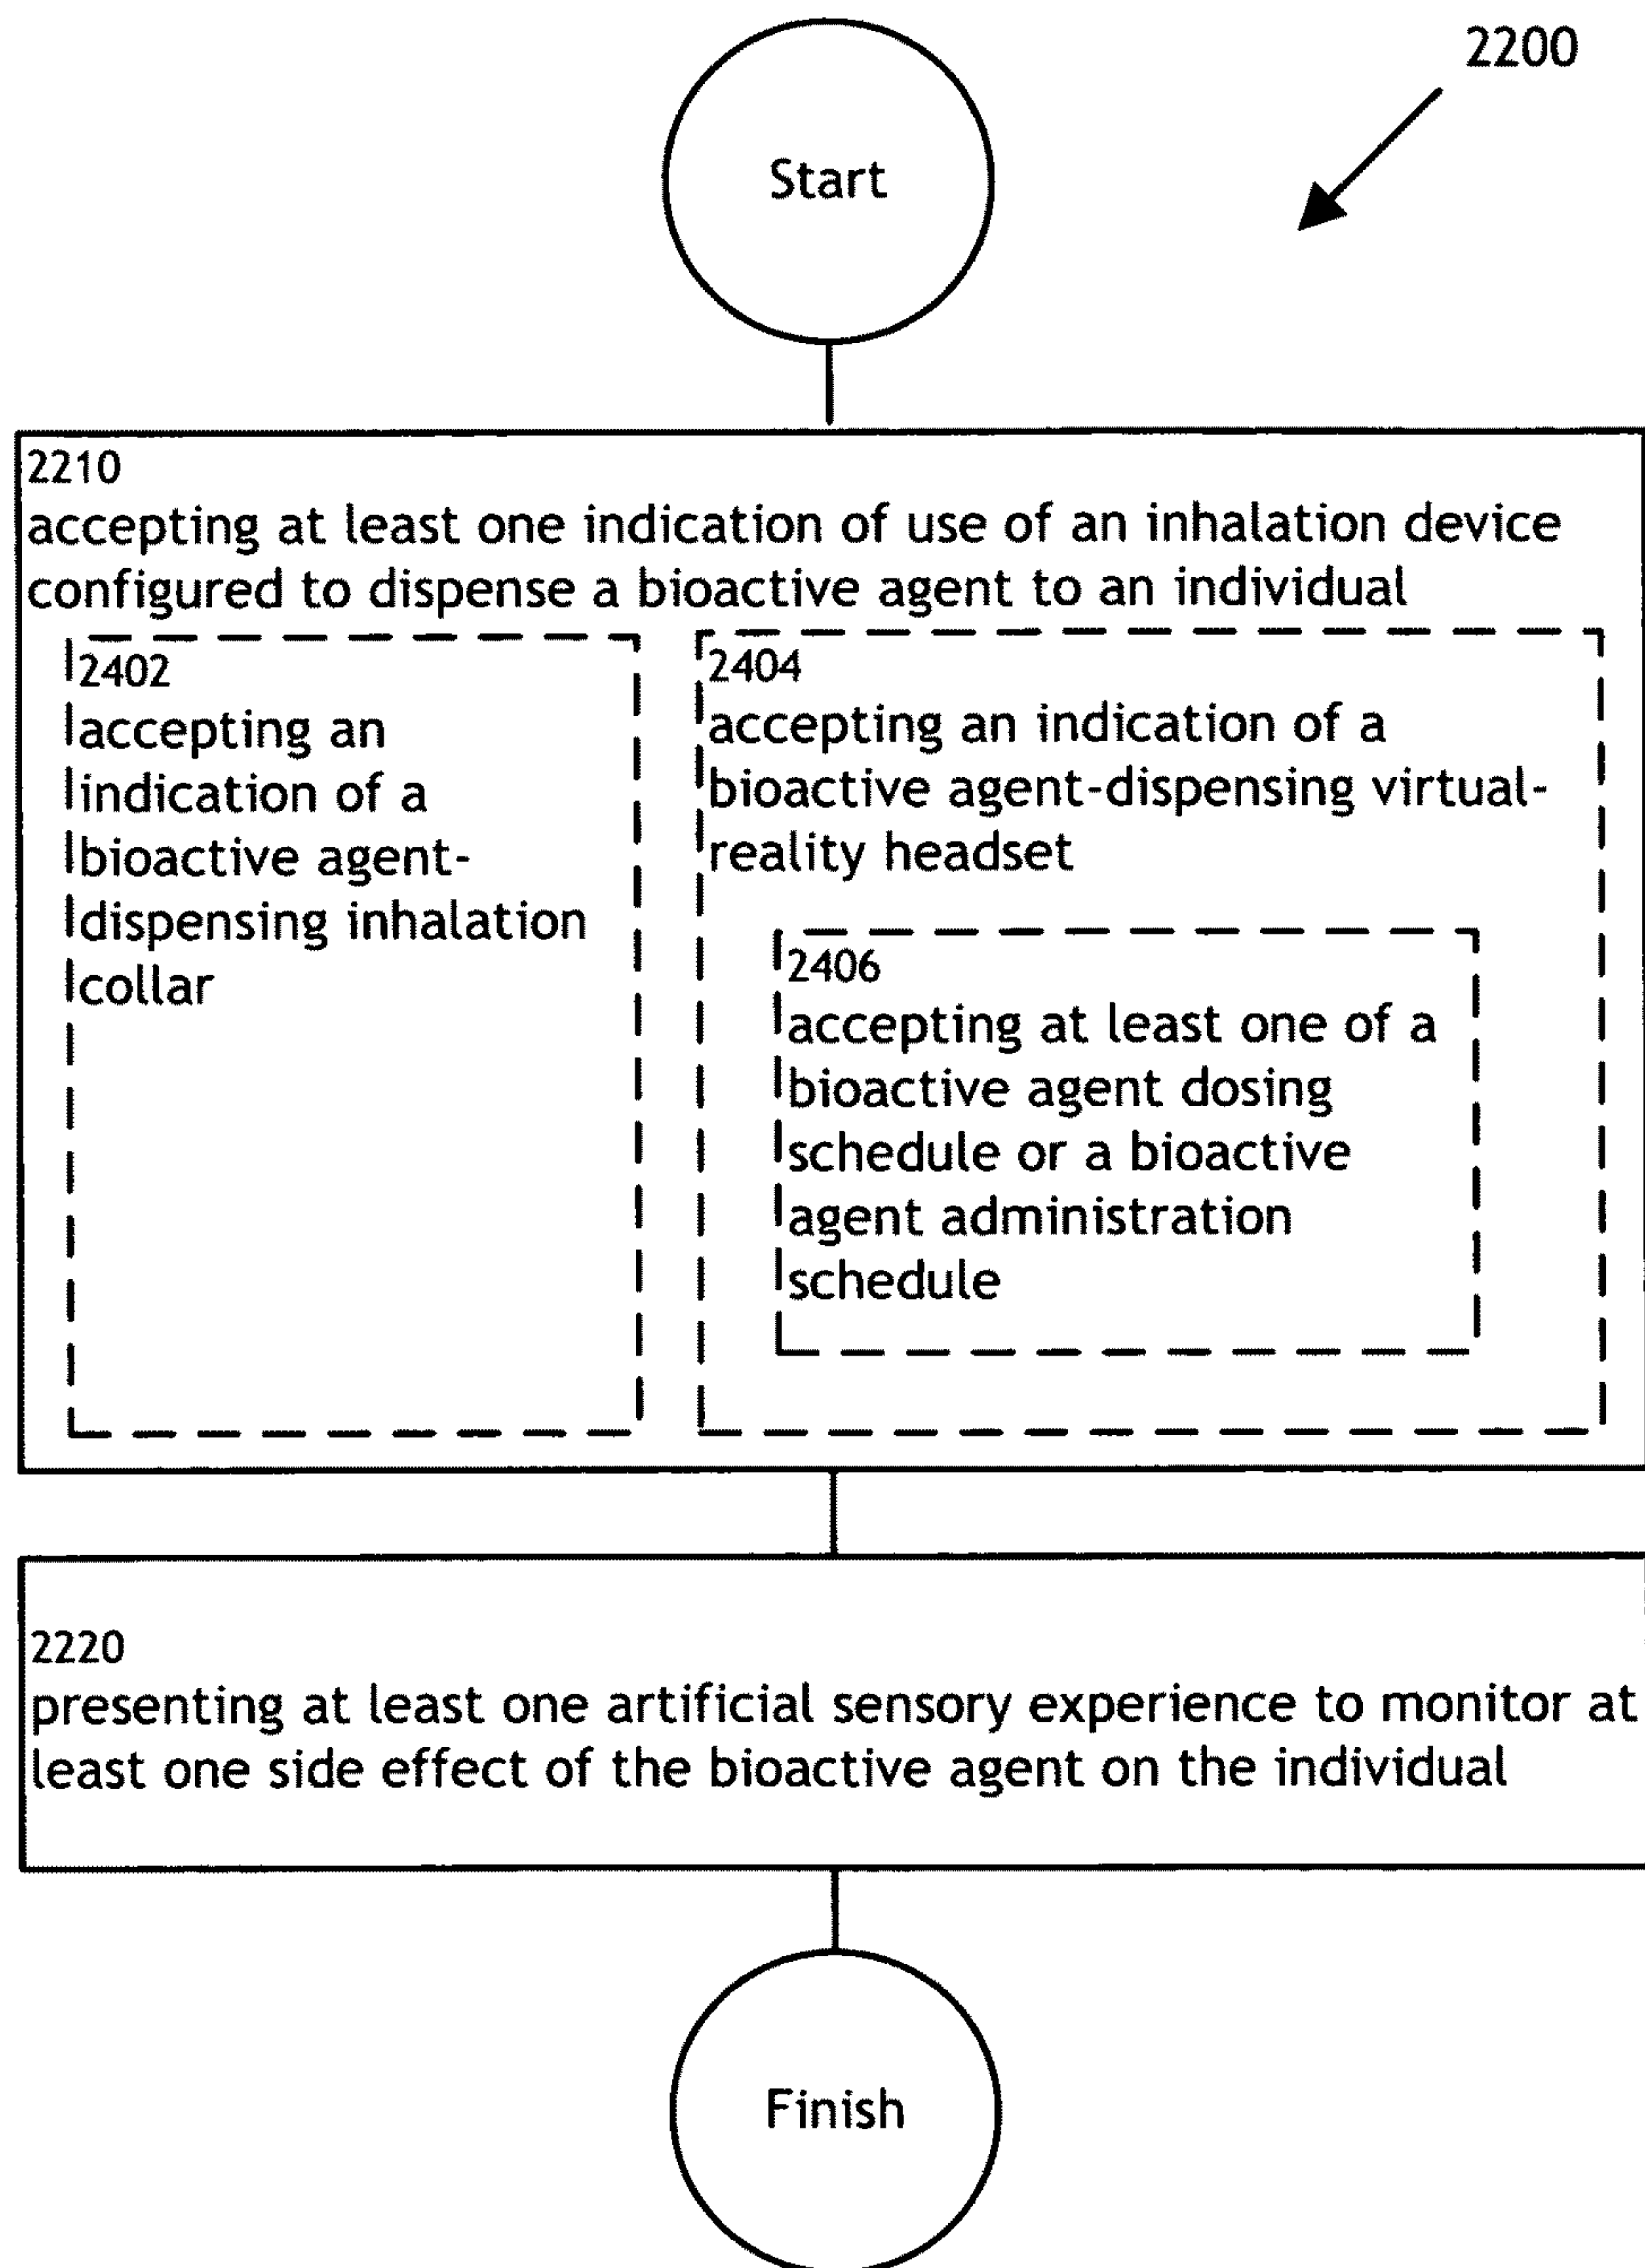 2200
Start
2210
accepting at least one indication of use of an inhalation device
configured to dispense a bioactive agent to an individual
2402
accepting an
indication of a
bioactive agent-
dispensing inhalation
collar
2404
accepting an indication of a
bioactive agent-dispensing virtual-
reality headset
2406
accepting at least one of a
bioactive agent dosing
schedule or a bioactive
agent administration
schedule
2220
presenting at least one artificial sensory experience to monitor at
least one side effect of the bioactive agent on the individual
Finish